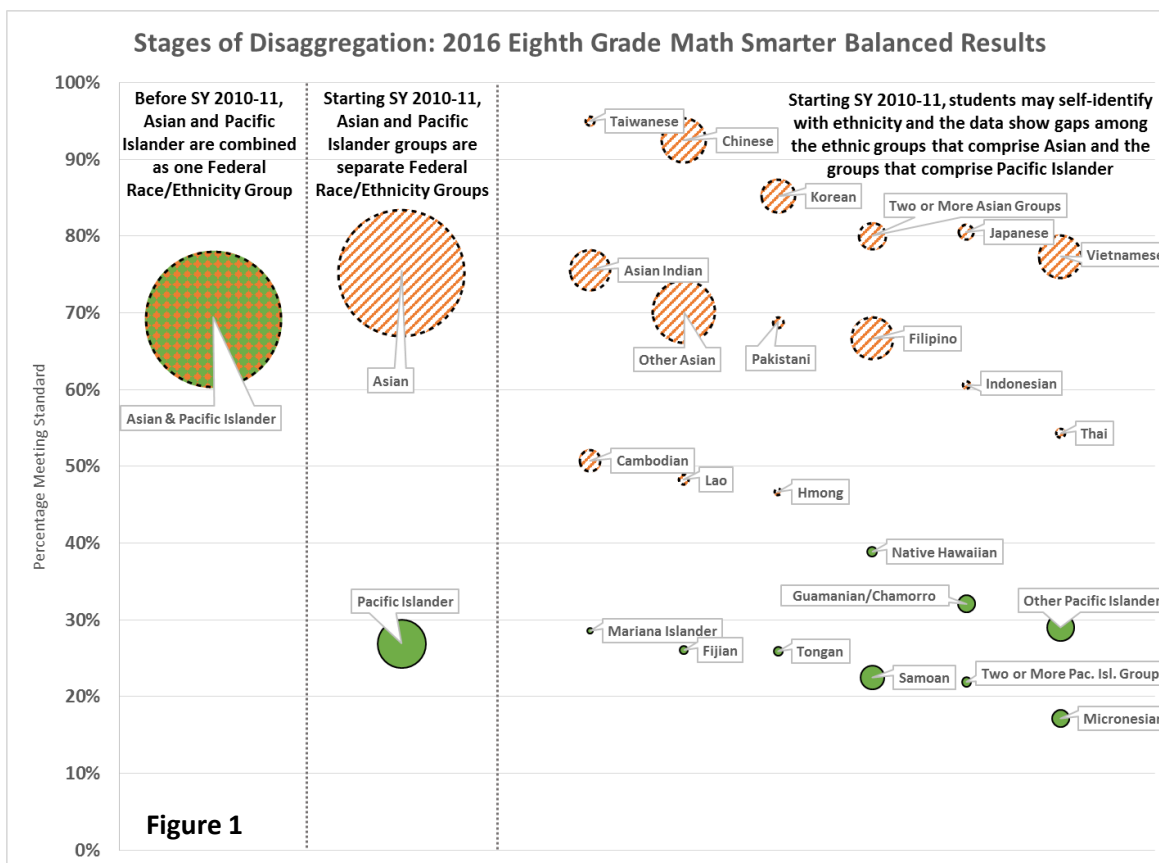 Stages of Disaggregation: 2016 Eighth Grade Math Smarter Balanced Results
Before SY 2010-11,
Asian and Pacific
Islander are combined
as one Federal
Race/Ethnicity Group
Starting SY 2010-11,
Asian and Pacific
Islander groups are
separate Federal
Race/Ethnicity Groups
Starting SY 2010-11, students may self-identify
with ethnicity and the data show gaps among
the ethnic groups that comprise Asian and the
groups that comprise Pacific Islander
Percentage Meeting Standard
100%
90%
80%
70%
60%
50%
40%
30%
20%
10%
0%
Asian & Pacific Islander
Asian
Pacific Islander
Taiwanese
Chinese
Korean
Two or More Asian Groups
Japanese
Vietnamese
Asian Indian
Other Asian
Pakistani
Filipino
Indonesian
Thai
Cambodian
Lao
Hmong
Native Hawaiian
Guamanian/Chamorro
Other Pacific Islander
Mariana Islander
Fijian
Tongan
Samoan
Two or More Pac. Isl. Group
Micronesian
Figure 1